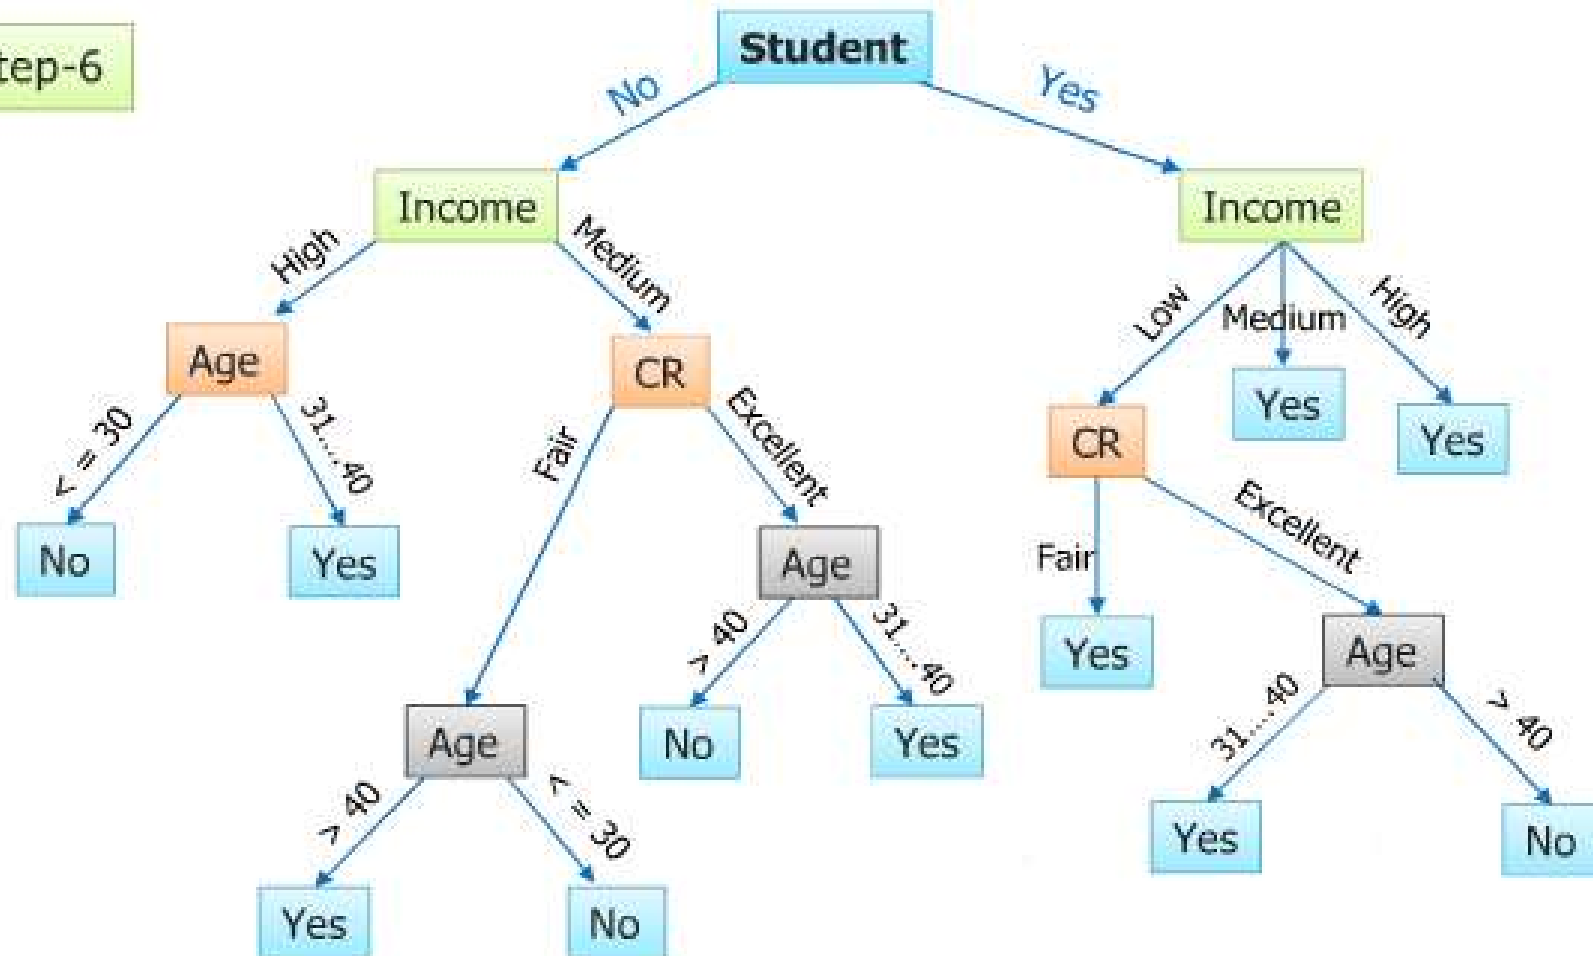 tep-6
Student
No
Yes
Income
Income
High
Medium
Low
Medium
High
Age
CR
Yes
CR
Yes
< = 30
31....40
Fair
Excellent
Fair
Excellent
No
Yes
Age
Yes
Age
> 40
31....40
31....40
> 40
Age
No
Yes
Yes
No
> 40
< = 30
Yes
No